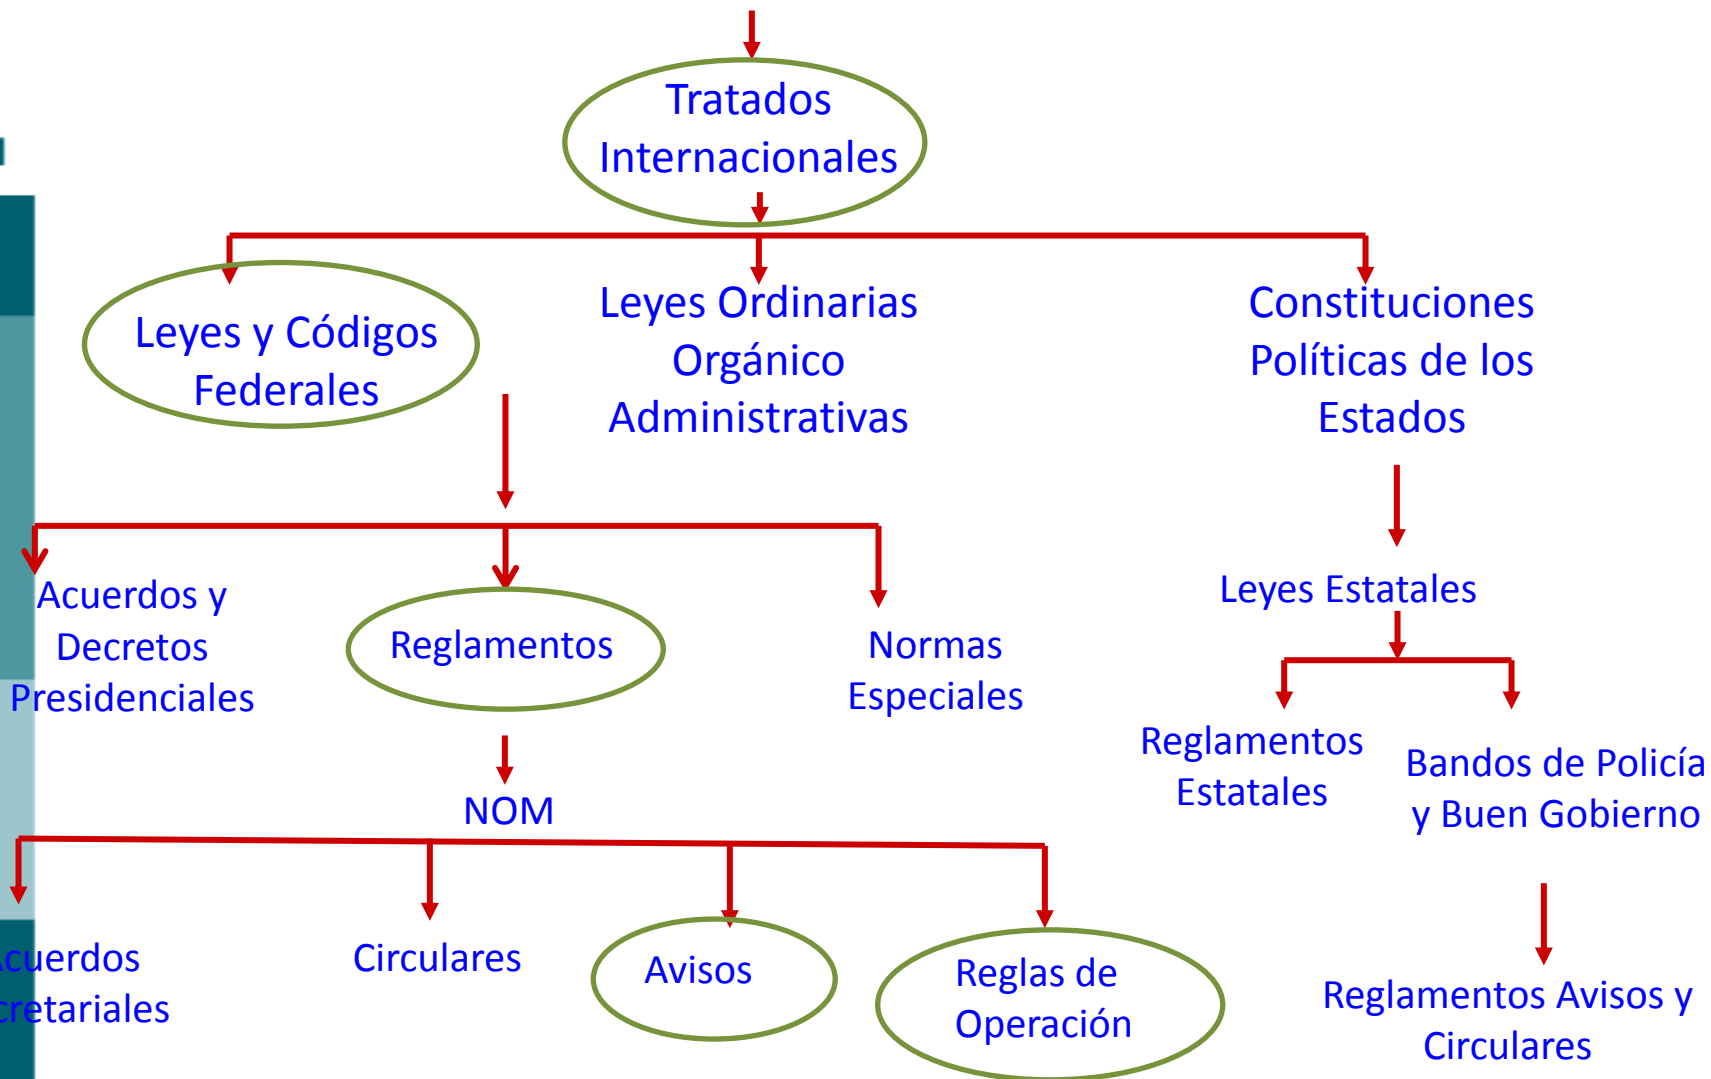 Tratados
Internacionales
Leyes y Códigos
Federales
Leyes Ordinarias
Orgánico
Administrativas
Constituciones
Políticas de los
Estados
Acuerdos y
Decretos
Presidenciales
Reglamentos
Normas
Especiales
Leyes Estatales
NOM
Reglamentos
Estatales
Bandos de Policía
y Buen Gobierno
Acuerdos
cretariales
Circulares
Avisos
Reglas de
Operación
Reglamentos Avisos y
Circulares